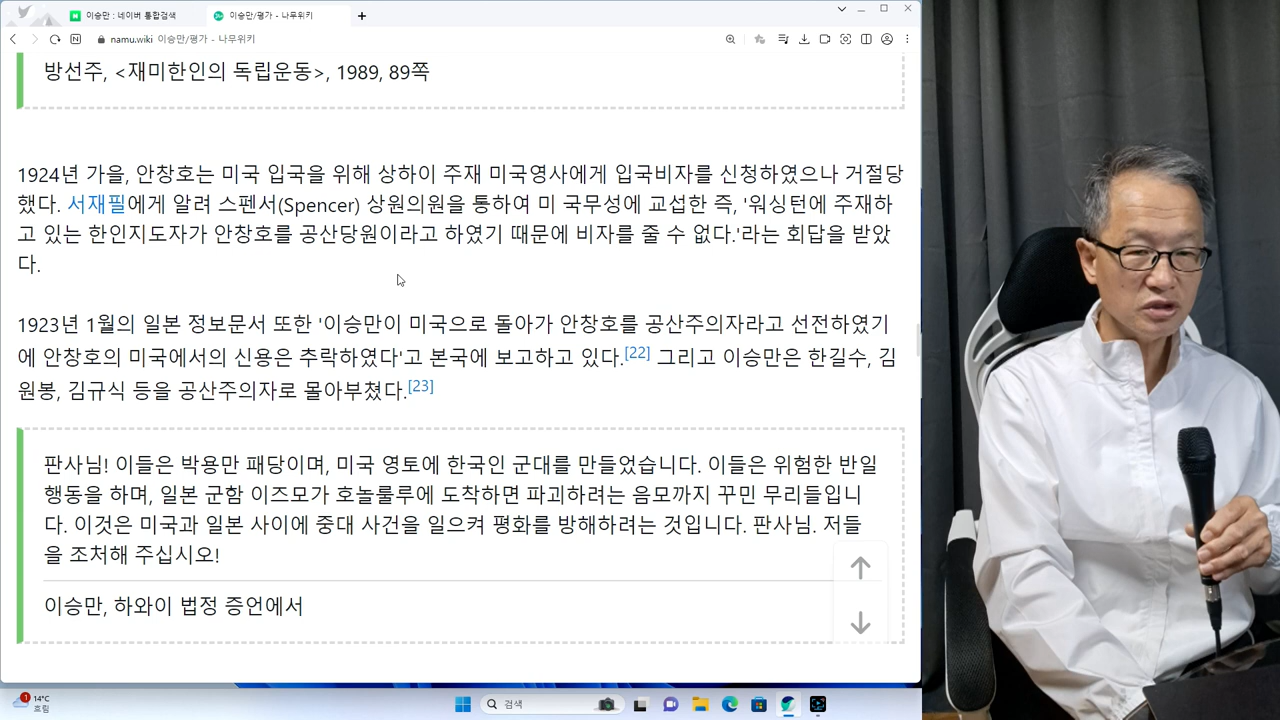 이승만 : 네이버 통합검색
이승만/평가 - 나무위키
namu.wiki 이승만/평가 - 나무위키
방선주, <재미한인의 독립운동>, 1989, 89쪽
1924년 가을, 안창호는 미국 입국을 위해 상하이 주재 미국영사에게 입국비자를 신청하였으나 거절당
했다. 서재필에게 알려 스펜서(Spencer) 상원의원을 통하여 미 국무성에 교섭한 즉, '워싱턴에 주재하
고 있는 한인지도자가 안창호를 공산당원이라고 하였기 때문에 비자를 줄 수 없다.'라는 회답을 받았
다.
1923년 1월의 일본 정보문서 또한 '이승만이 미국으로 돌아가 안창호를 공산주의자라고 선전하였기
에 안창호의 미국에서의 신용은 추락하였다'고 본국에 보고하고 있다.[22] 그리고 이승만은 한길수, 김
원봉, 김규식 등을 공산주의자로 몰아부쳤다.[23]
판사님! 이들은 박용만 패당이며, 미국 영토에 한국인 군대를 만들었습니다. 이들은 위험한 반일
행동을 하며, 일본 군함 이즈모가 호놀룰루에 도착하면 파괴하려는 음모까지 꾸민 무리들입니
다. 이것은 미국과 일본 사이에 중대 사건을 일으켜 평화를 방해하려는 것입니다. 판사님. 저들
을 조처해 주십시오!
이승만, 하와이 법정 증언에서
1
14°C
흐림
검색